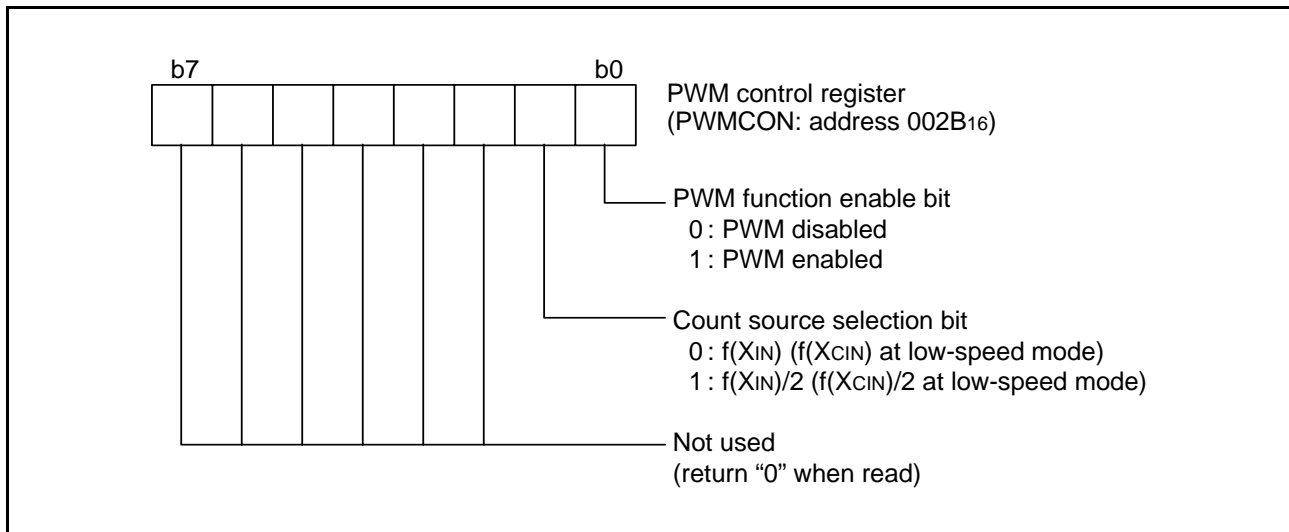 b7 b0
PWM control register
(PWMCON: address 002B16)
PWM function enable bit
0 : PWM disabled
1 : PWM enabled
Count source selection bit
0 : f(XIN) (f(XCIN) at low-speed mode)
1 : f(XIN)/2 (f(XCIN)/2 at low-speed mode)
Not used
(return “0” when read)